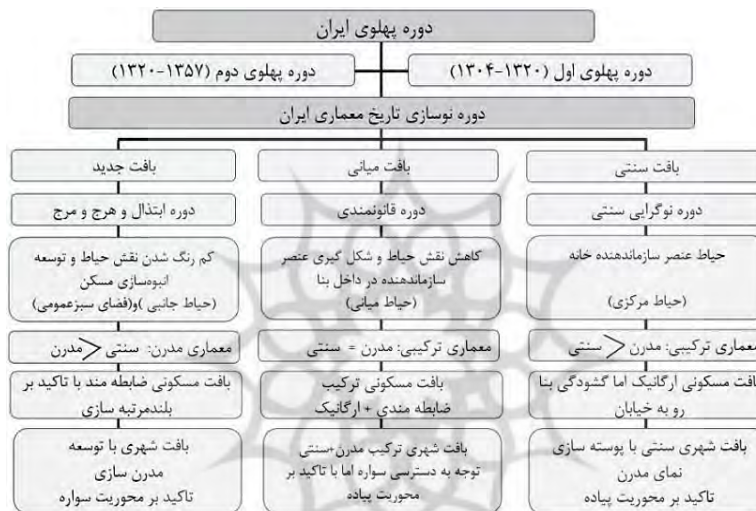 دوره پهلوی ایران
دوره پهلوی اول (۱۳۲۰-۱۳۰۴)
دوره پهلوی دوم (۱۳۵۷-۱۳۲۰)
دوره نوسازی تاریخ معماری ایران
بافت سنتی
دوره نوگرایی سنتی
حیاط عنصر سازماندهنده خانه
(حیاط مرکزی)
معماری ترکیبی: مدرن > سنتی
بافت مسکونی ارگانیک اما گشودگی بنا
رو به خیابان
بافت شهری سنتی با پوسته سازی
نمای مدرن
تاکید بر محوریت پیاده
بافت میانی
دوره قانونمندی
کاهش نقش حیاط و شکل گیری عنصر
سازماندهنده در داخل بنا
(حیاط میانی)
معماری ترکیبی: مدرن = سنتی
بافت مسکونی ترکیب
ضابطه مندی + ارگانیک
بافت شهری ترکیب مدرن+سنتی
توجه به دسترسی سواره اما با تاکید بر
محوریت پیاده
بافت جدید
دوره ابتذال و هرج و مرج
کم رنگ شدن نقش حیاط و توسعه
انبوه‌سازی مسکن
(حیاط جانبی )و(فضای سبزعمومی)
معماری مدرن: سنتی > مدرن
بافت مسکونی ضابطه مند با تاکید بر
بلندمرتبه سازی
بافت شهری با توسعه
مدرن سازی
تاکید بر محوریت سواره